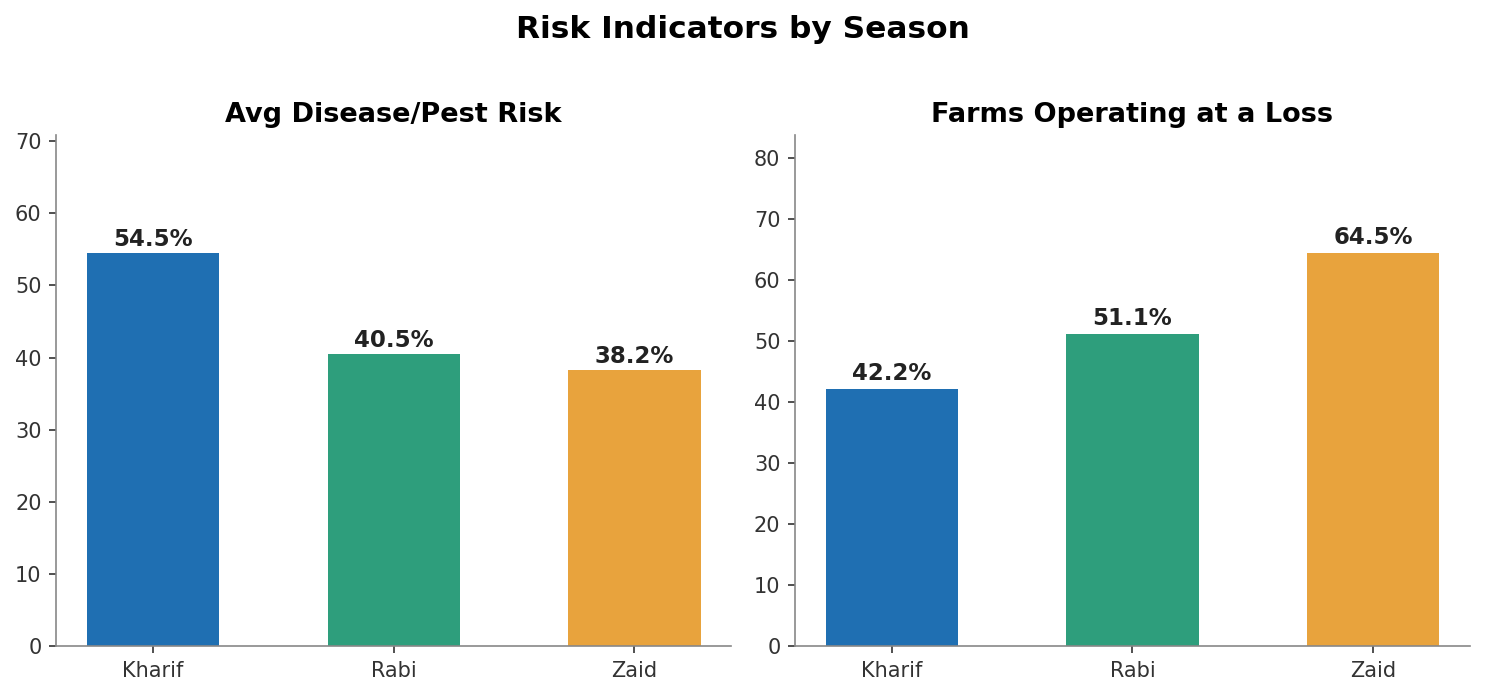 Risk Indicators by Season
Avg Disease/Pest Risk
70
60
50
40
30
20
10
0
54.5%
40.5%
38.2%
Kharif
Rabi
Zaid
Farms Operating at a Loss
80
70
60
50
40
30
20
10
0
42.2%
51.1%
64.5%
Kharif
Rabi
Zaid